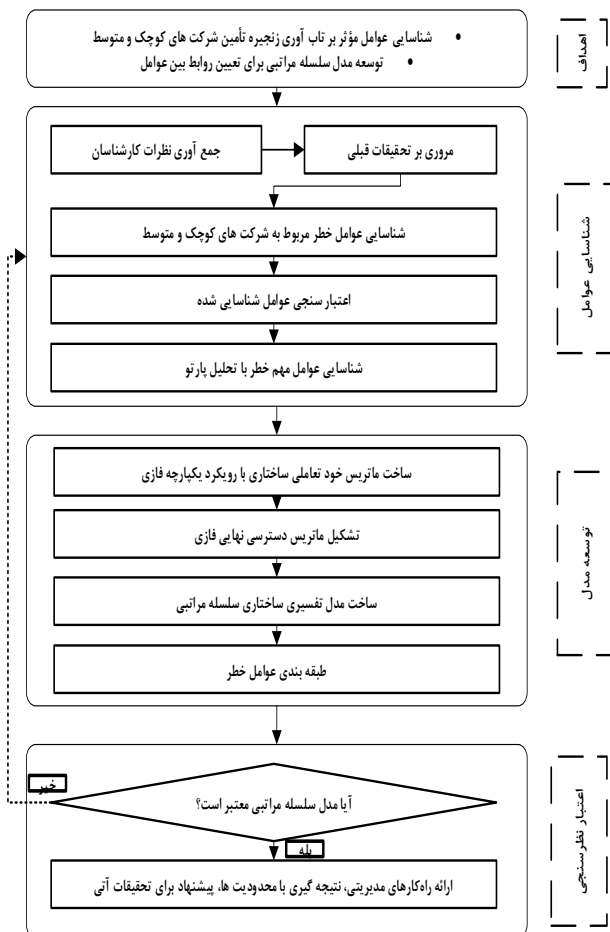 اهداف
• شناسایی عوامل مؤثر بر تاب آوری زنجیره تأمین شرکت های کوچک و متوسط
• توسعه مدل سلسله مراتبی برای تعیین روابط بین عوامل
شناسایی عوامل
مروری بر تحقیقات قبلی
جمع آوری نظرات کارشناسان
شناسایی عوامل خطر مربوط به شرکت های کوچک و متوسط
اعتبار سنجی عوامل شناسایی شده
شناسایی عوامل مهم خطر با تحلیل پارتو
توسعه مدل
ساخت ماتریس خود تعاملی ساختاری با رویکرد یکپارچه فازی
تشکیل ماتریس دسترسی نهایی فازی
ساخت مدل تفسیری ساختاری سلسله مراتبی
طبقه بندی عوامل خطر
اعتبار نظرسنجی
آیا مدل سلسله مراتبی معتبر است؟
خیر
بله
ارائه راه‌کارهای مدیریتی، نتیجه گیری با محدودیت ها، پیشنهاد برای تحقیقات آتی